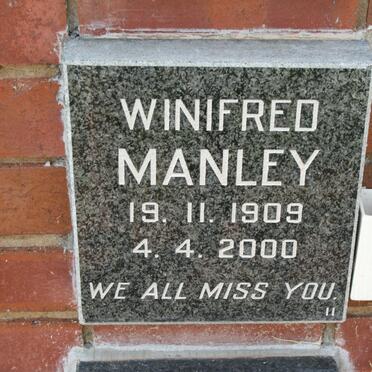 WINIFRED
MANLEY
19. 11. 1909
4. 4. 2000
WE ALL MISS YOU.
11